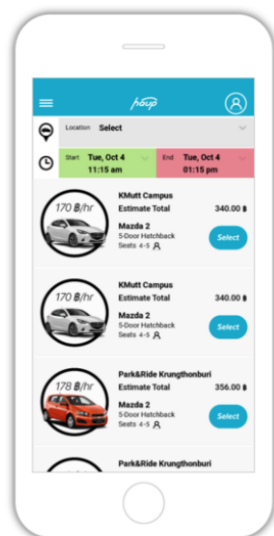 haup
Location Select
Start Tue, Oct 4 End Tue, Oct 4
11:15 am 01:15 pm
KMutt Campus
170 ฿/hr Estimate Total 340.00 ฿
Mazda 2
5-Door Hatchback Select
Seats 4-5
KMutt Campus
170 ฿/hr Estimate Total 340.00 ฿
Mazda 2
5-Door Hatchback Select
Seats 4-5
Park&Ride Krungthonburi
178 ฿/hr Estimate Total 356.00 ฿
Mazda 2
5-Door Hatchback Select
Seats 4-5
Park&Ride Krungthonburi